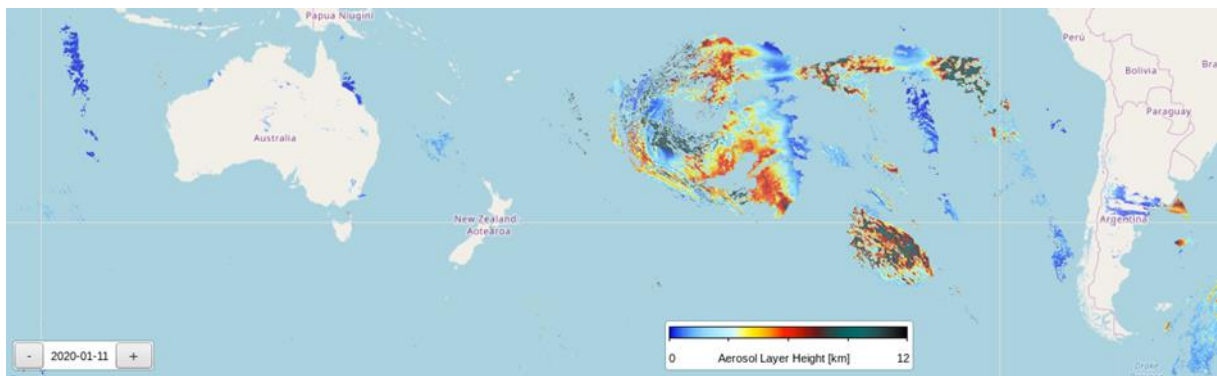 Papua Niugini
Perú
Bolivia
Bra
Paraguay
Australia
New Zealand
Aotearoa
Argentina
- 2020-01-11 +
0 Aerosol Layer Height [km] 12
Drake